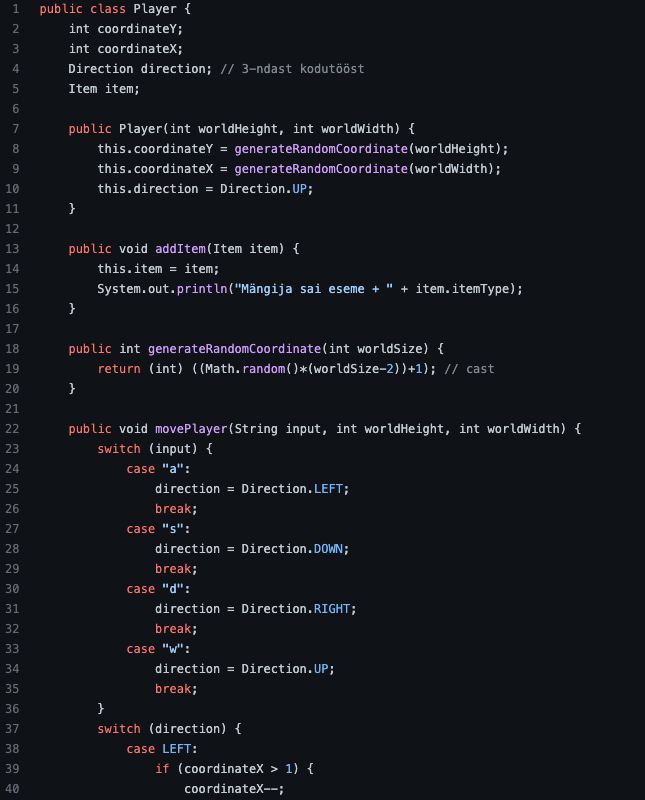 1 public class Player {
2     int coordinateY;
3     int coordinateX;
4     Direction direction; // 3-ndast kodutööst
5     Item item;
6
7     public Player(int worldHeight, int worldWidth) {
8         this.coordinateY = generateRandomCoordinate(worldHeight);
9         this.coordinateX = generateRandomCoordinate(worldWidth);
10         this.direction = Direction.UP;
11     }
12
13     public void addItem(Item item) {
14         this.item = item;
15         System.out.println("Mängija sai eseme + " + item.itemType);
16     }
17
18     public int generateRandomCoordinate(int worldSize) {
19         return (int) ((Math.random()*(worldSize-2))+1); // cast
20     }
21
22     public void movePlayer(String input, int worldHeight, int worldWidth) {
23         switch (input) {
24             case "a":
25                 direction = Direction.LEFT;
26                 break;
27             case "s":
28                 direction = Direction.DOWN;
29                 break;
30             case "d":
31                 direction = Direction.RIGHT;
32                 break;
33             case "w":
34                 direction = Direction.UP;
35                 break;
36         }
37         switch (direction) {
38             case LEFT:
39                 if (coordinateX > 1) {
40                     coordinateX--;